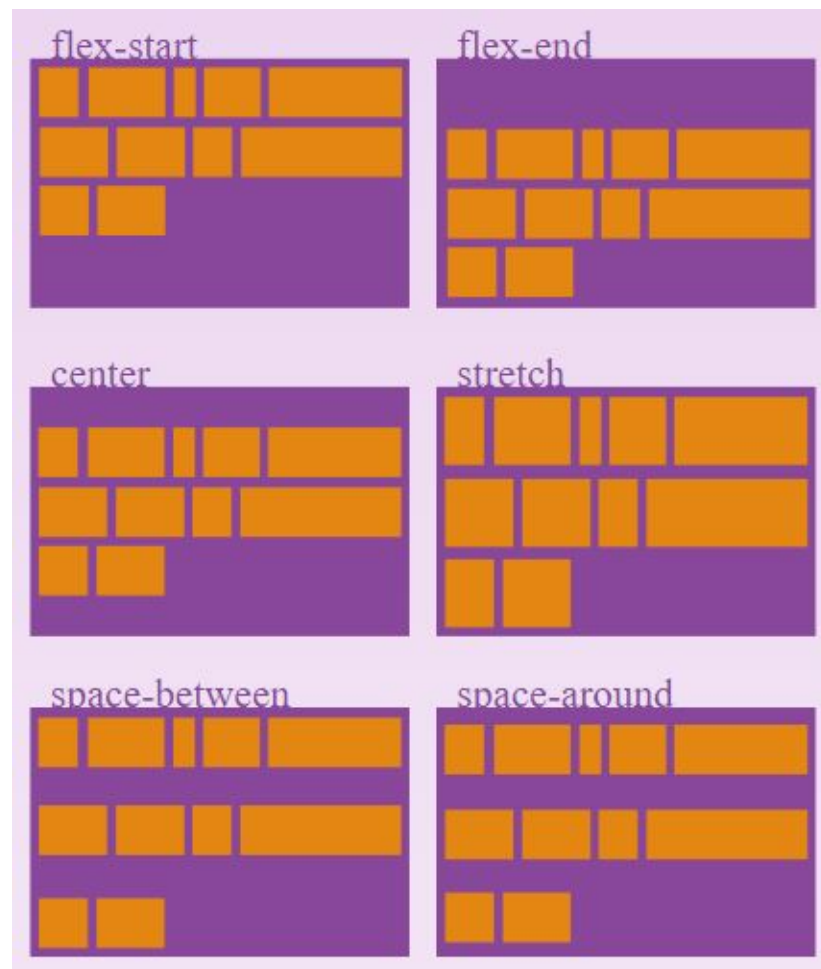 flex-start
flex-end
center
stretch
space-between
space-around